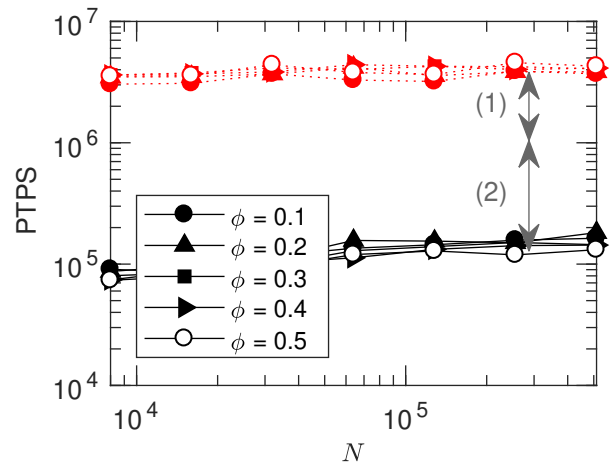 10^7
10^6
10^5
10^4
PTPS
(1)
(2)
ϕ = 0.1
ϕ = 0.2
ϕ = 0.3
ϕ = 0.4
ϕ = 0.5
10^4
10^5
N